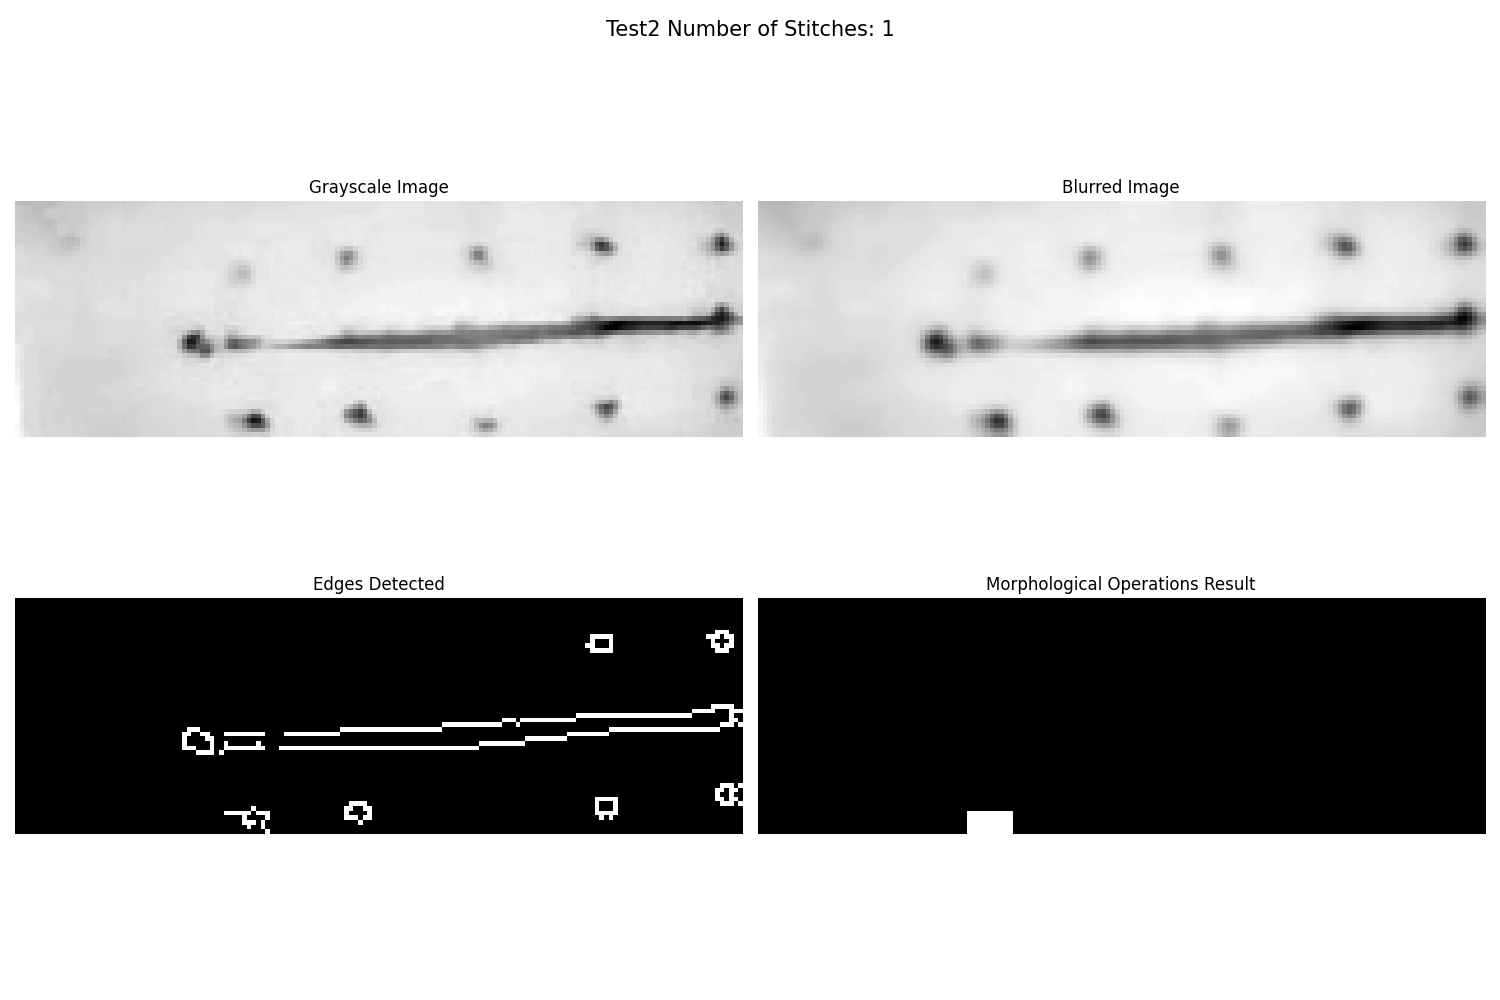 Test2 Number of Stitches: 1
Grayscale Image
Blurred Image
Edges Detected
Morphological Operations Result